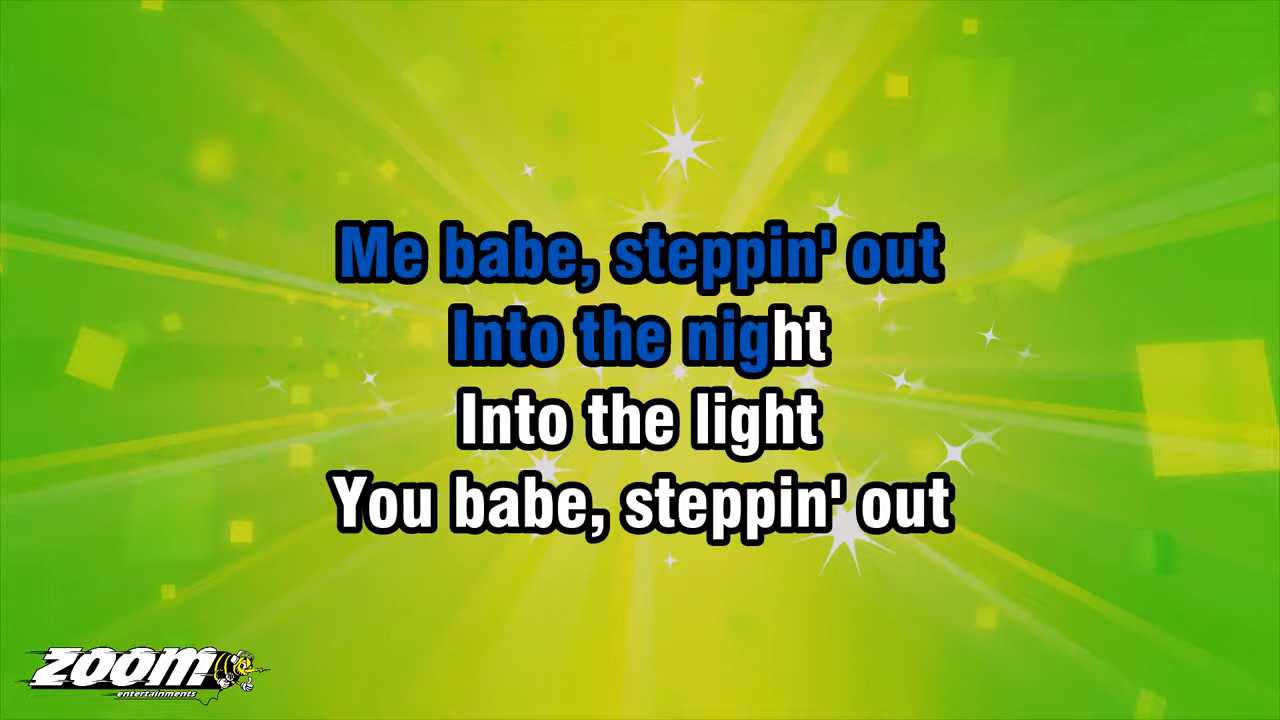 Me babe, steppin' out
Into the night
Into the light
You babe, steppin' out
ZOOM
entertainments